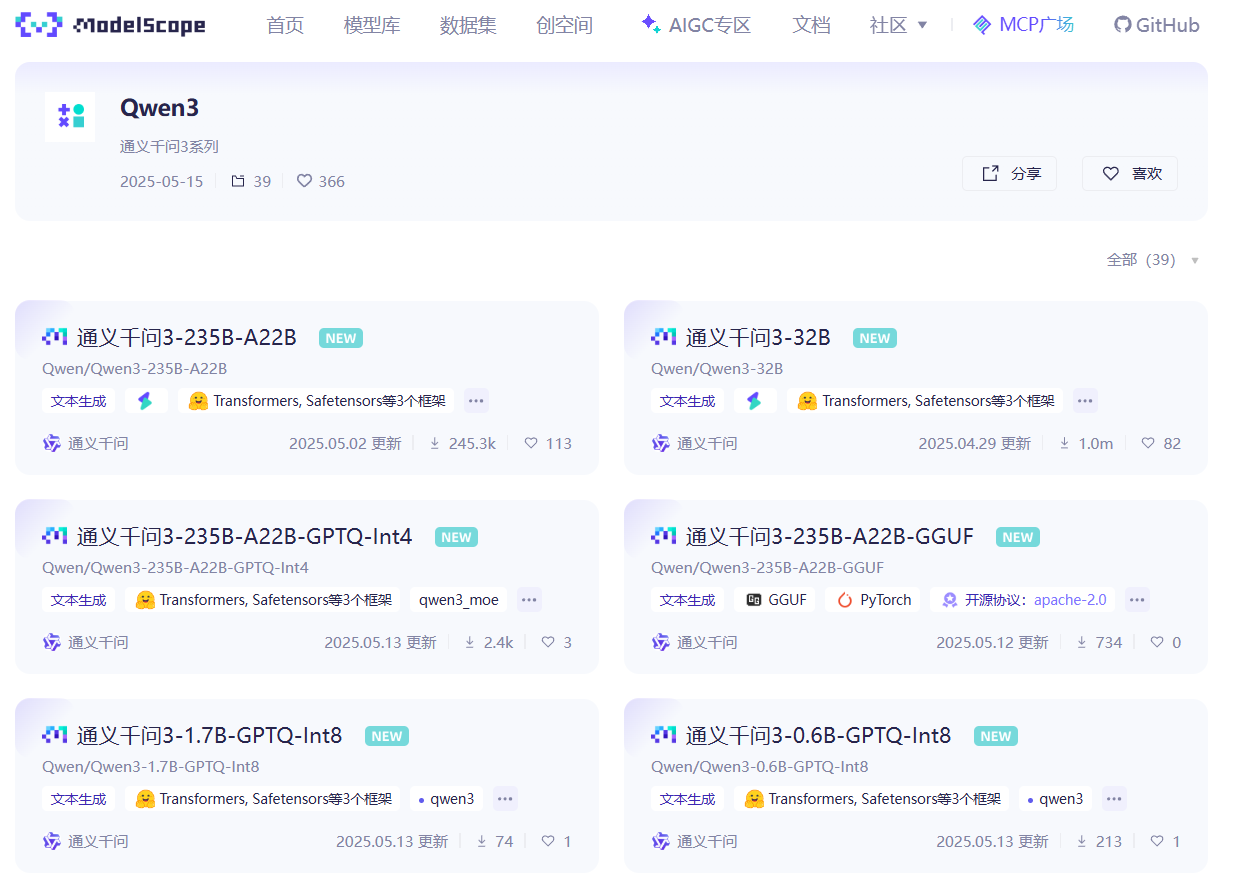 ModelScope 首页 模型库 数据集 创空间 AIGC专区 文档 社区 MCP广场 GitHub
Qwen3
通义千问3系列
2025-05-15 39 366
分享 喜欢
全部（39）
通义千问3-235B-A22B NEW
Qwen/Qwen3-235B-A22B
文本生成 Transformers, Safetensors等3个框架 ···
通义千问 2025.05.02 更新 245.3k 113
通义千问3-32B NEW
Qwen/Qwen3-32B
文本生成 Transformers, Safetensors等3个框架 ···
通义千问 2025.04.29 更新 1.0m 82
通义千问3-235B-A22B-GPTQ-Int4 NEW
Qwen/Qwen3-235B-A22B-GPTQ-Int4
文本生成 Transformers, Safetensors等3个框架 qwen3_moe ···
通义千问 2025.05.13 更新 2.4k 3
通义千问3-235B-A22B-GGUF NEW
Qwen/Qwen3-235B-A22B-GGUF
文本生成 GGUF PyTorch 开源协议：apache-2.0 ···
通义千问 2025.05.12 更新 734 0
通义千问3-1.7B-GPTQ-Int8 NEW
Qwen/Qwen3-1.7B-GPTQ-Int8
文本生成 Transformers, Safetensors等3个框架 qwen3 ···
通义千问 2025.05.13 更新 74 1
通义千问3-0.6B-GPTQ-Int8 NEW
Qwen/Qwen3-0.6B-GPTQ-Int8
文本生成 Transformers, Safetensors等3个框架 qwen3 ···
通义千问 2025.05.13 更新 213 1